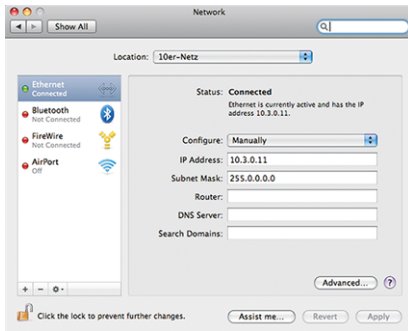 Network
Show All
Location: 10er-Netz
Ethernet
Connected
Bluetooth
Not Connected
FireWire
Not Connected
AirPort
Off
Status: Connected
Ethernet is currently active and has the IP
address 10.3.0.11.
Configure: Manually
IP Address: 10.3.0.11
Subnet Mask: 255.0.0.0.0
Router:
DNS Server:
Search Domains:
Advanced... ?
Click the lock to prevent further changes.
Assist me... Revert Apply